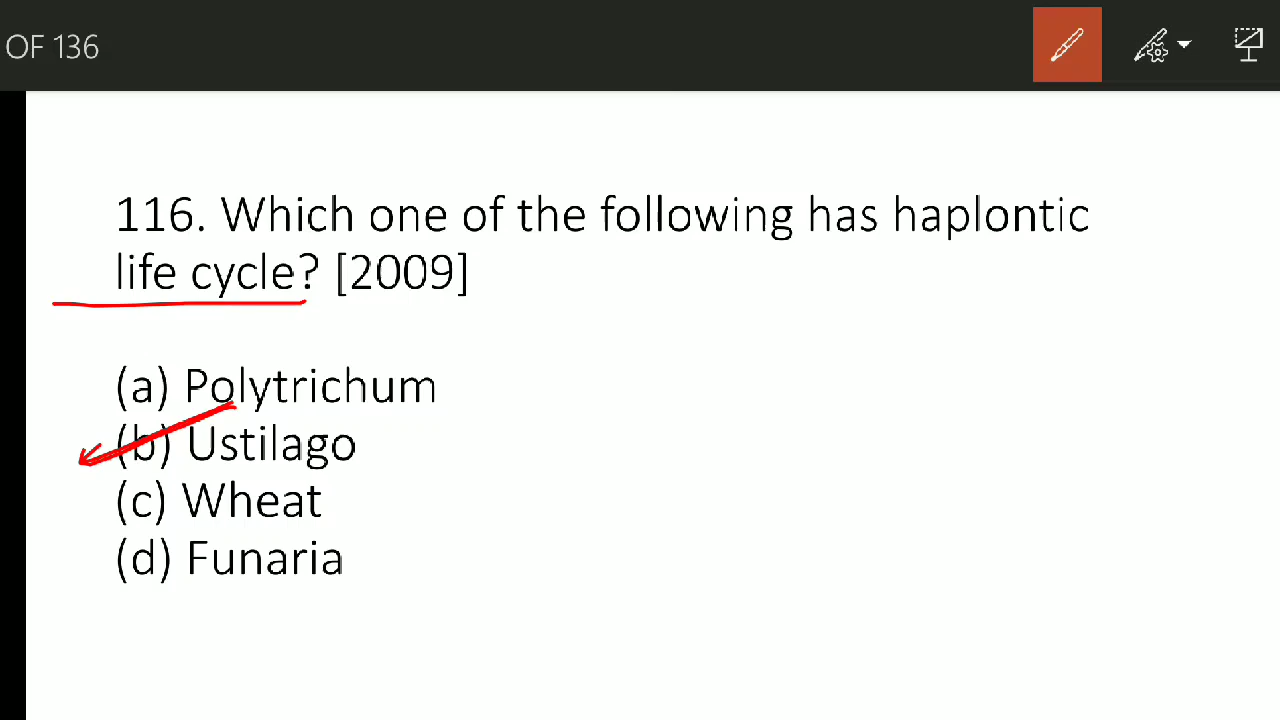 OF 136
116. Which one of the following has haplontic
life cycle? [2009]
(a) Polytrichum
(b) Ustilago
(c) Wheat
(d) Funaria